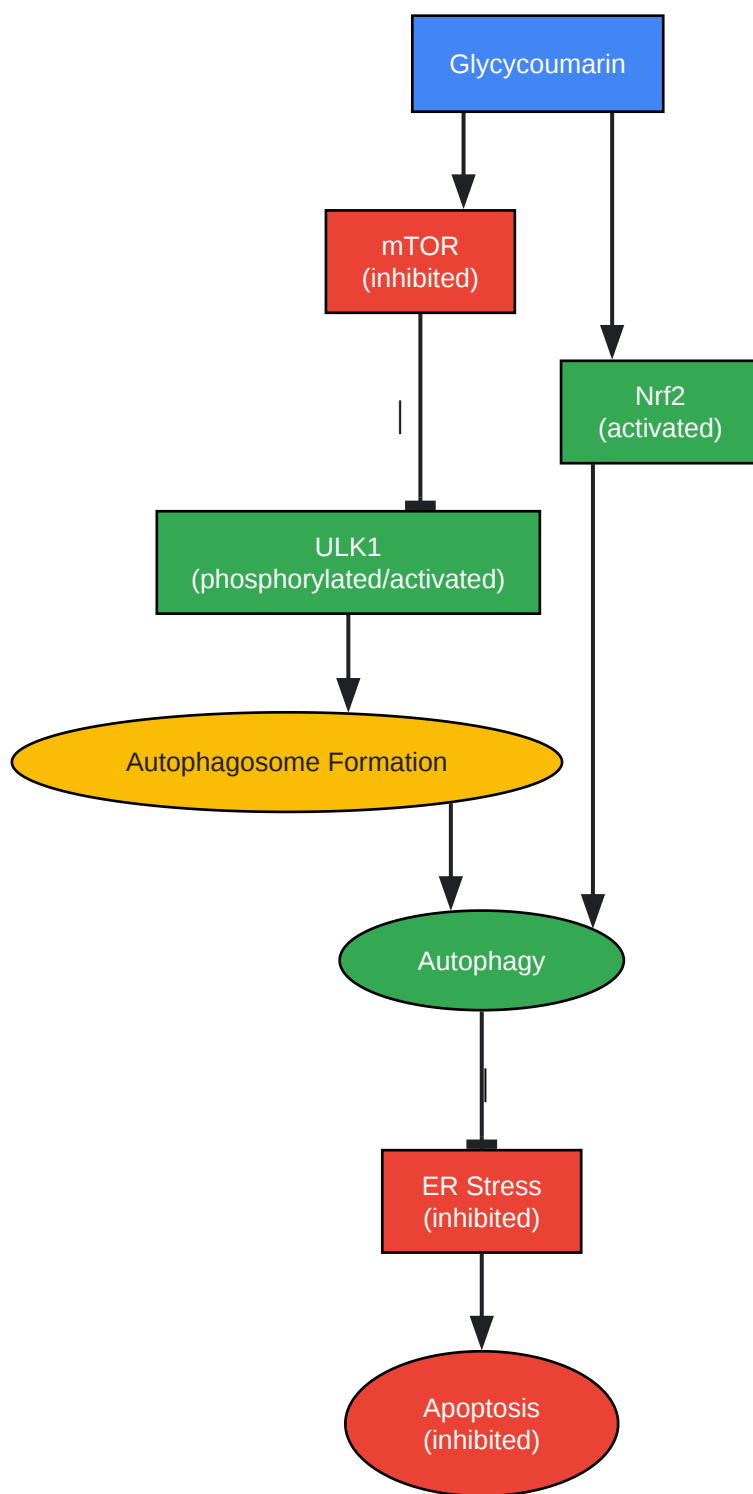 Glycycoumarin
mTOR
(inhibited)
Nrf2
(activated)
|
ULK1
(phosphorylated/activated)
Autophagosome Formation
Autophagy
|
ER Stress
(inhibited)
Apoptosis
(inhibited)